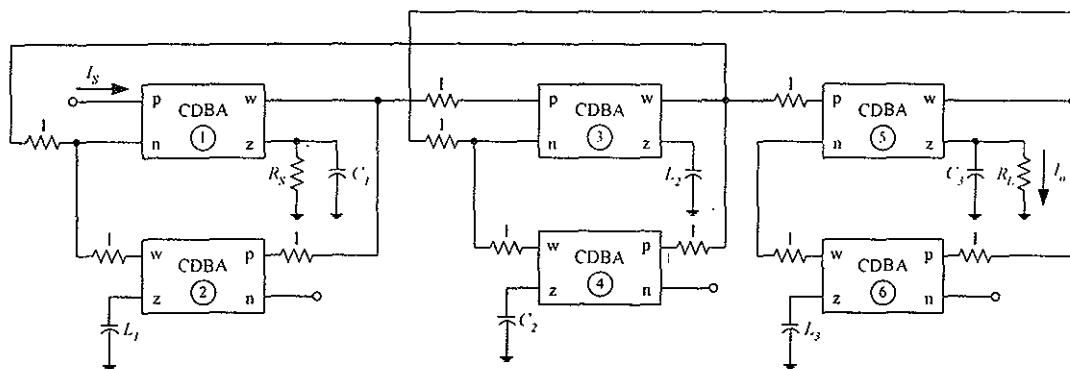 I_S
1
1
1
p CDBA w
p CDBA w
p CDBA w
1
n ① z
n ③ z
n ⑤ z
R_S
C_1
L_2
C_3
R_L
I_o
1
1
1
1
1
1
w CDBA p
w CDBA p
w CDBA p
z ② n
z ④ n
z ⑥ n
L_1
C_2
L_3